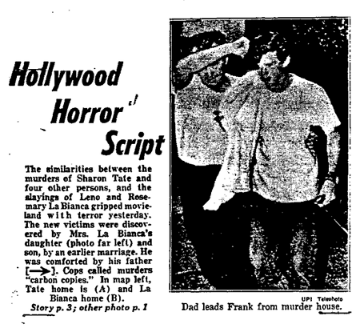 Hollywood
Horror
Script
The similarities between the
murders of Sharon Tate and
four other persons, and the
slayings of Leno and Rose-
mary La Bianca gripped movie-
land with terror yesterday.
The new victims were discov-
ered by Mrs. La Bianca's
daughter (photo far left) and
son, by an earlier marriage. He
was comforted by his father
[→]. Cops called murders
"carbon copies." In map left,
Tate home is (A) and La
Bianca home (B).
Story p. 3; other photo p. 1
UPI Telephoto
Dad leads Frank from murder house.